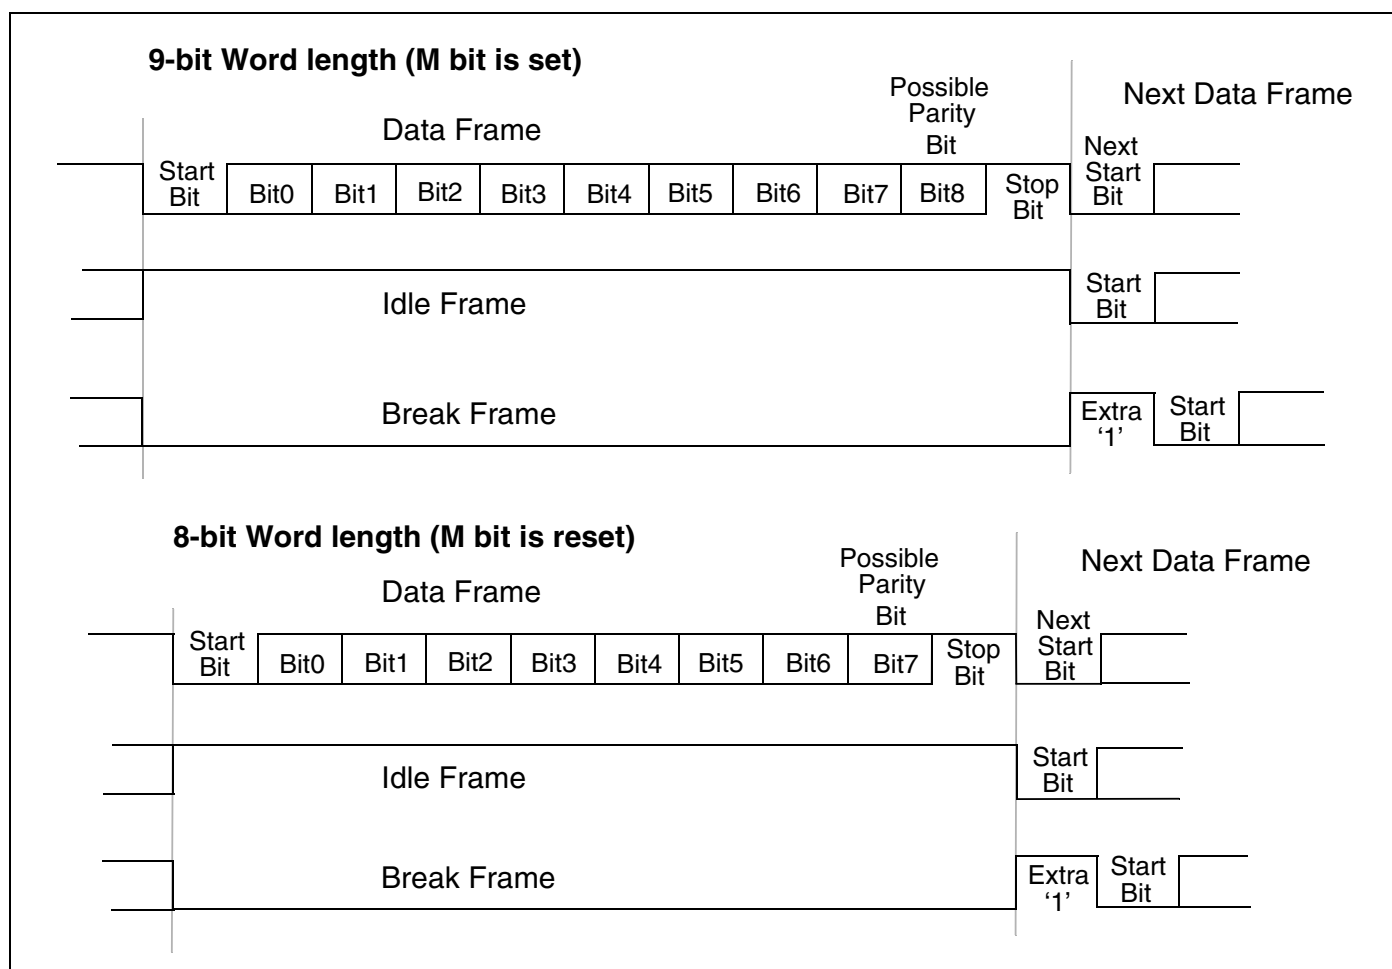 9-bit Word length (M bit is set)
Possible
Parity
Bit
Next Data Frame
Data Frame
Start
Bit
Bit0
Bit1
Bit2
Bit3
Bit4
Bit5
Bit6
Bit7
Bit8
Stop
Bit
Next
Start
Bit
Idle Frame
Start
Bit
Break Frame
Extra
‘1’
Start
Bit
8-bit Word length (M bit is reset)
Possible
Parity
Bit
Next Data Frame
Data Frame
Start
Bit
Bit0
Bit1
Bit2
Bit3
Bit4
Bit5
Bit6
Bit7
Stop
Bit
Next
Start
Bit
Idle Frame
Start
Bit
Break Frame
Extra
‘1’
Start
Bit